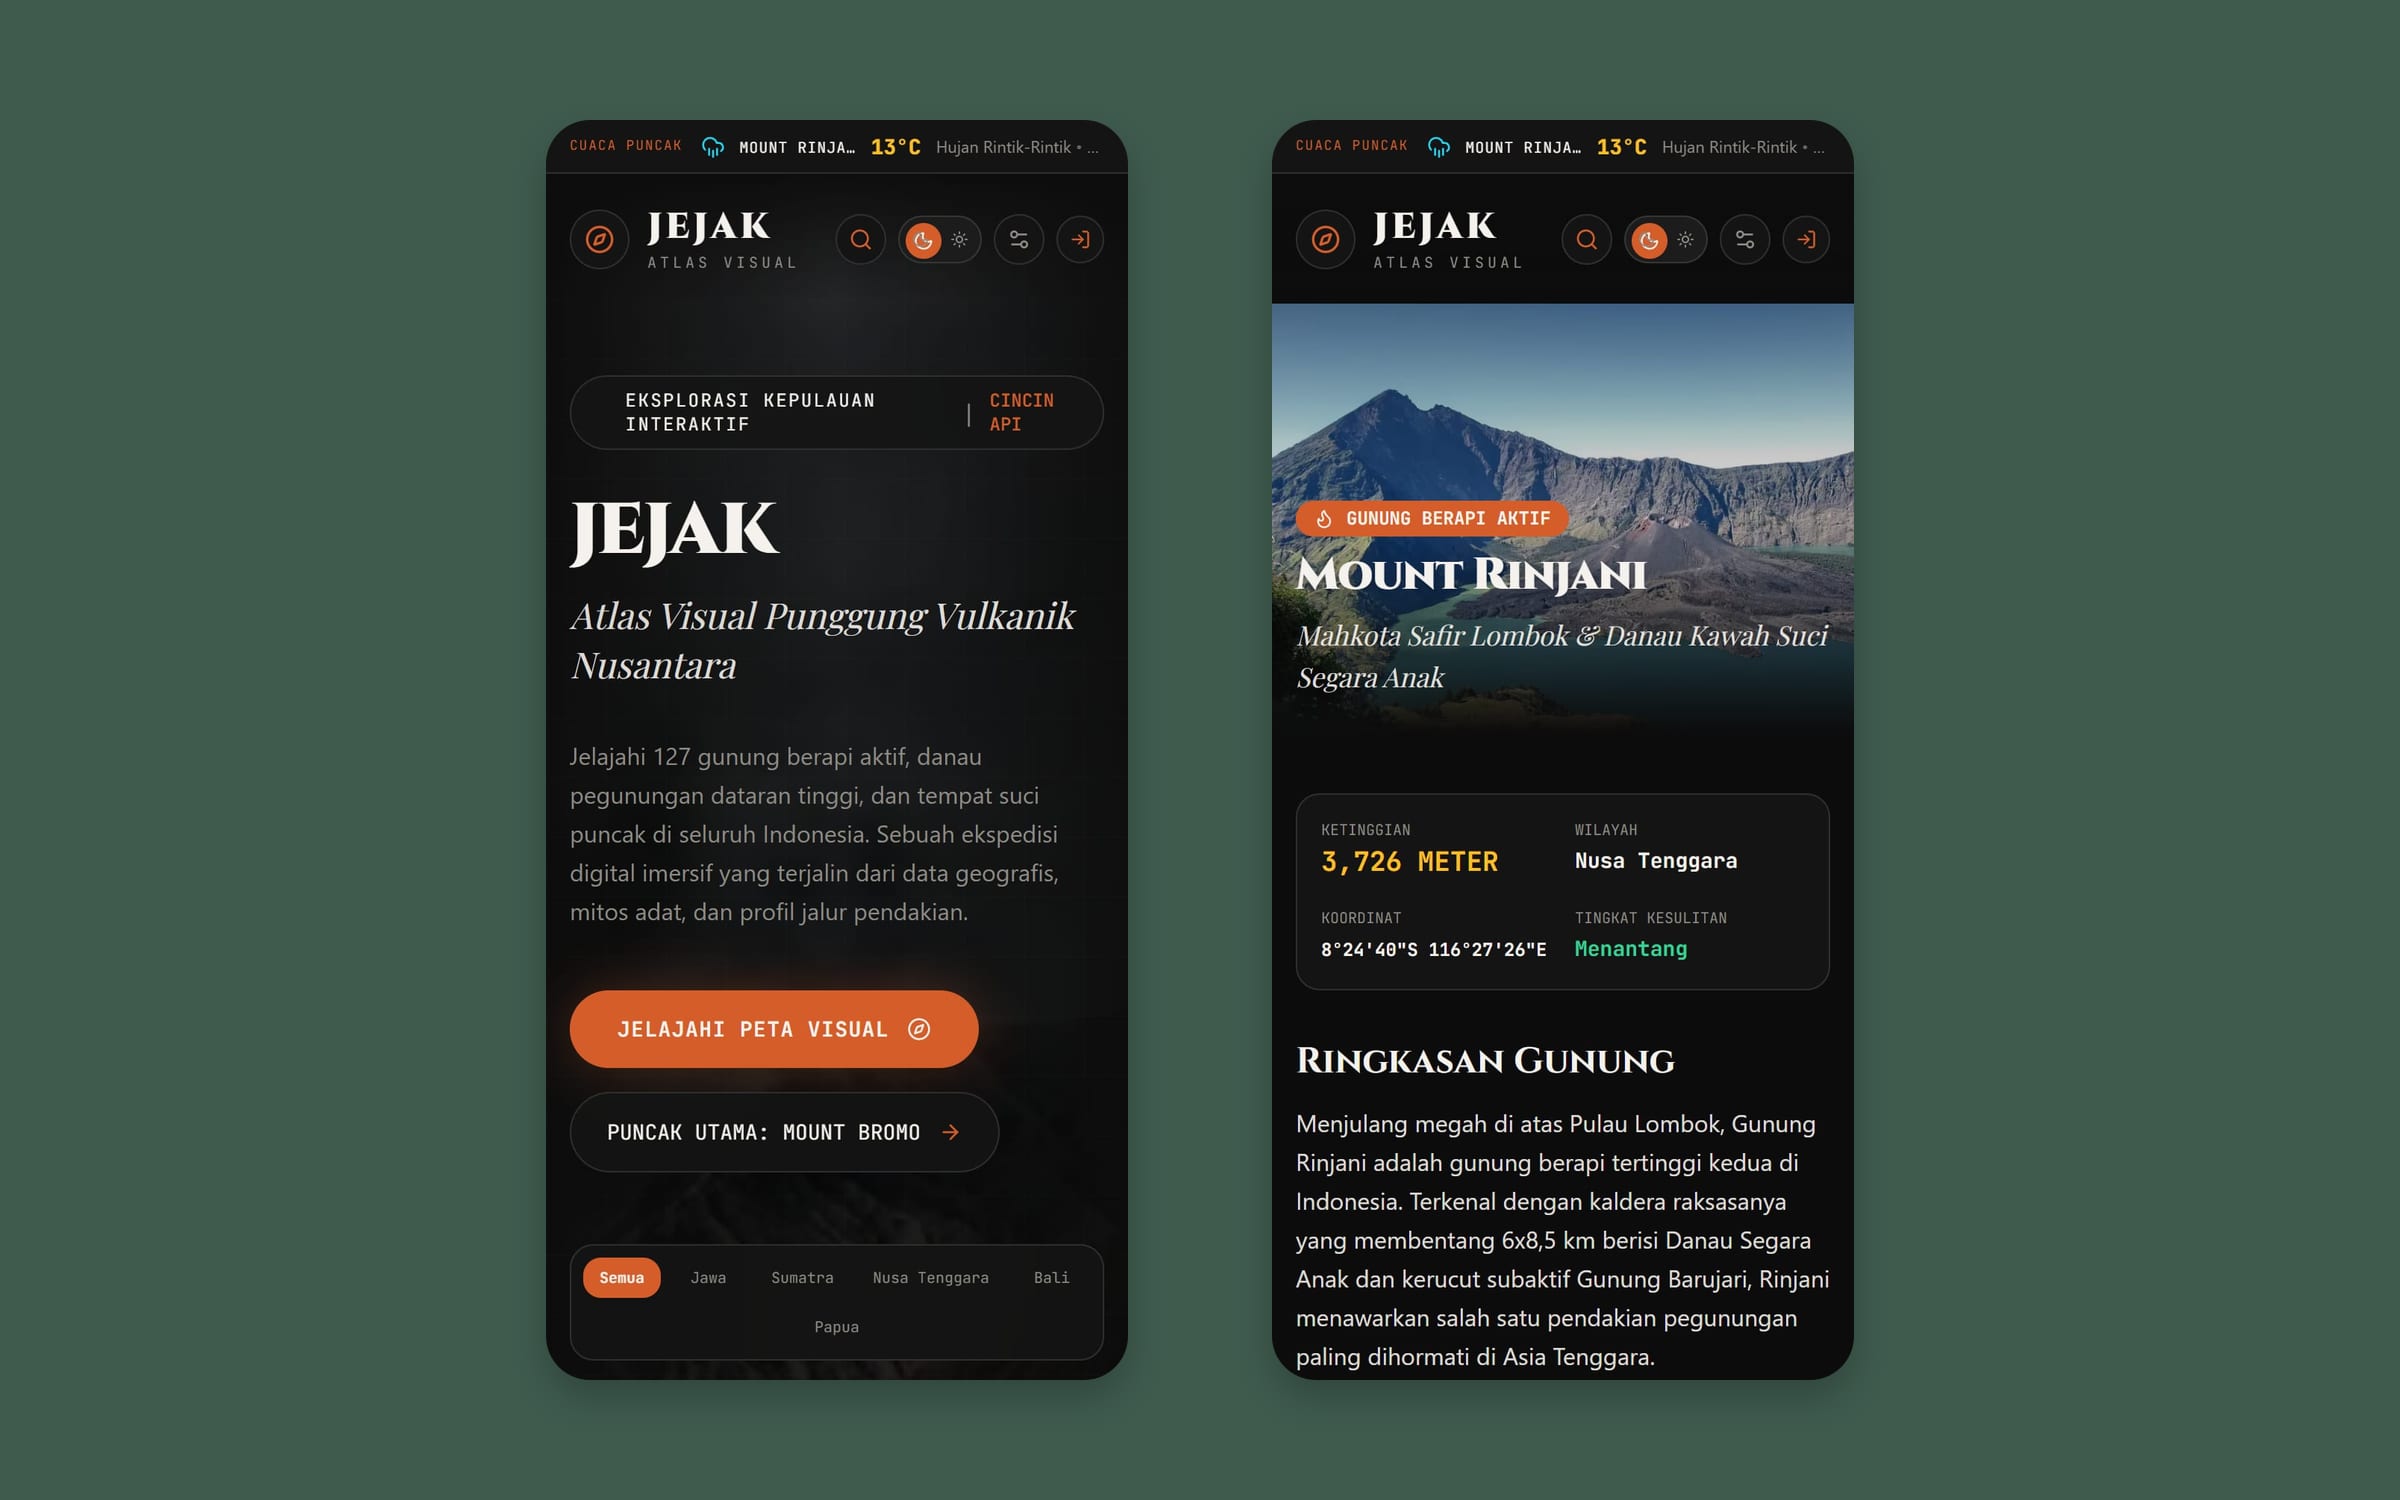 CUACA PUNCAK MOUNT RINJA… 13°C Hujan Rintik-Rintik • ...
JEJAK
ATLAS VISUAL
EKSPLORASI KEPULAUAN INTERAKTIF | CINCIN API
JEJAK
Atlas Visual Punggung Vulkanik
Nusantara
Jelajahi 127 gunung berapi aktif, danau
pegunungan dataran tinggi, dan tempat suci
puncak di seluruh Indonesia. Sebuah ekspedisi
digital imersif yang terjalin dari data geografis,
mitos adat, dan profil jalur pendakian.
JELAJAHI PETA VISUAL
PUNCAK UTAMA: MOUNT BROMO
Semua Jawa Sumatra Nusa Tenggara Bali
Papua
CUACA PUNCAK MOUNT RINJA… 13°C Hujan Rintik-Rintik • ...
JEJAK
ATLAS VISUAL
GUNUNG BERAPI AKTIF
MOUNT RINJANI
Mahkota Safir Lombok & Danau Kawah Suci
Segara Anak
KETINGGIAN
3,726 METER
WILAYAH
Nusa Tenggara
KOORDINAT
8°24'40"S 116°27'26"E
TINGKAT KESULITAN
Menantang
RINGKASAN GUNUNG
Menjulang megah di atas Pulau Lombok, Gunung
Rinjani adalah gunung berapi tertinggi kedua di
Indonesia. Terkenal dengan kaldera raksasanya
yang membentang 6x8,5 km berisi Danau Segara
Anak dan kerucut subaktif Gunung Barujari, Rinjani
menawarkan salah satu pendakian pegunungan
paling dihormati di Asia Tenggara.